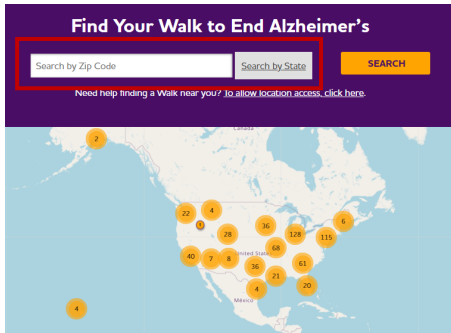 Find Your Walk to End Alzheimer's
Search by Zip Code
Search by State
SEARCH
Need help finding a Walk near you? To allow location access, click here.
Canada
2
22
4
28
36
128
6
115
68
United States
40
7
8
36
61
21
20
4
México
4